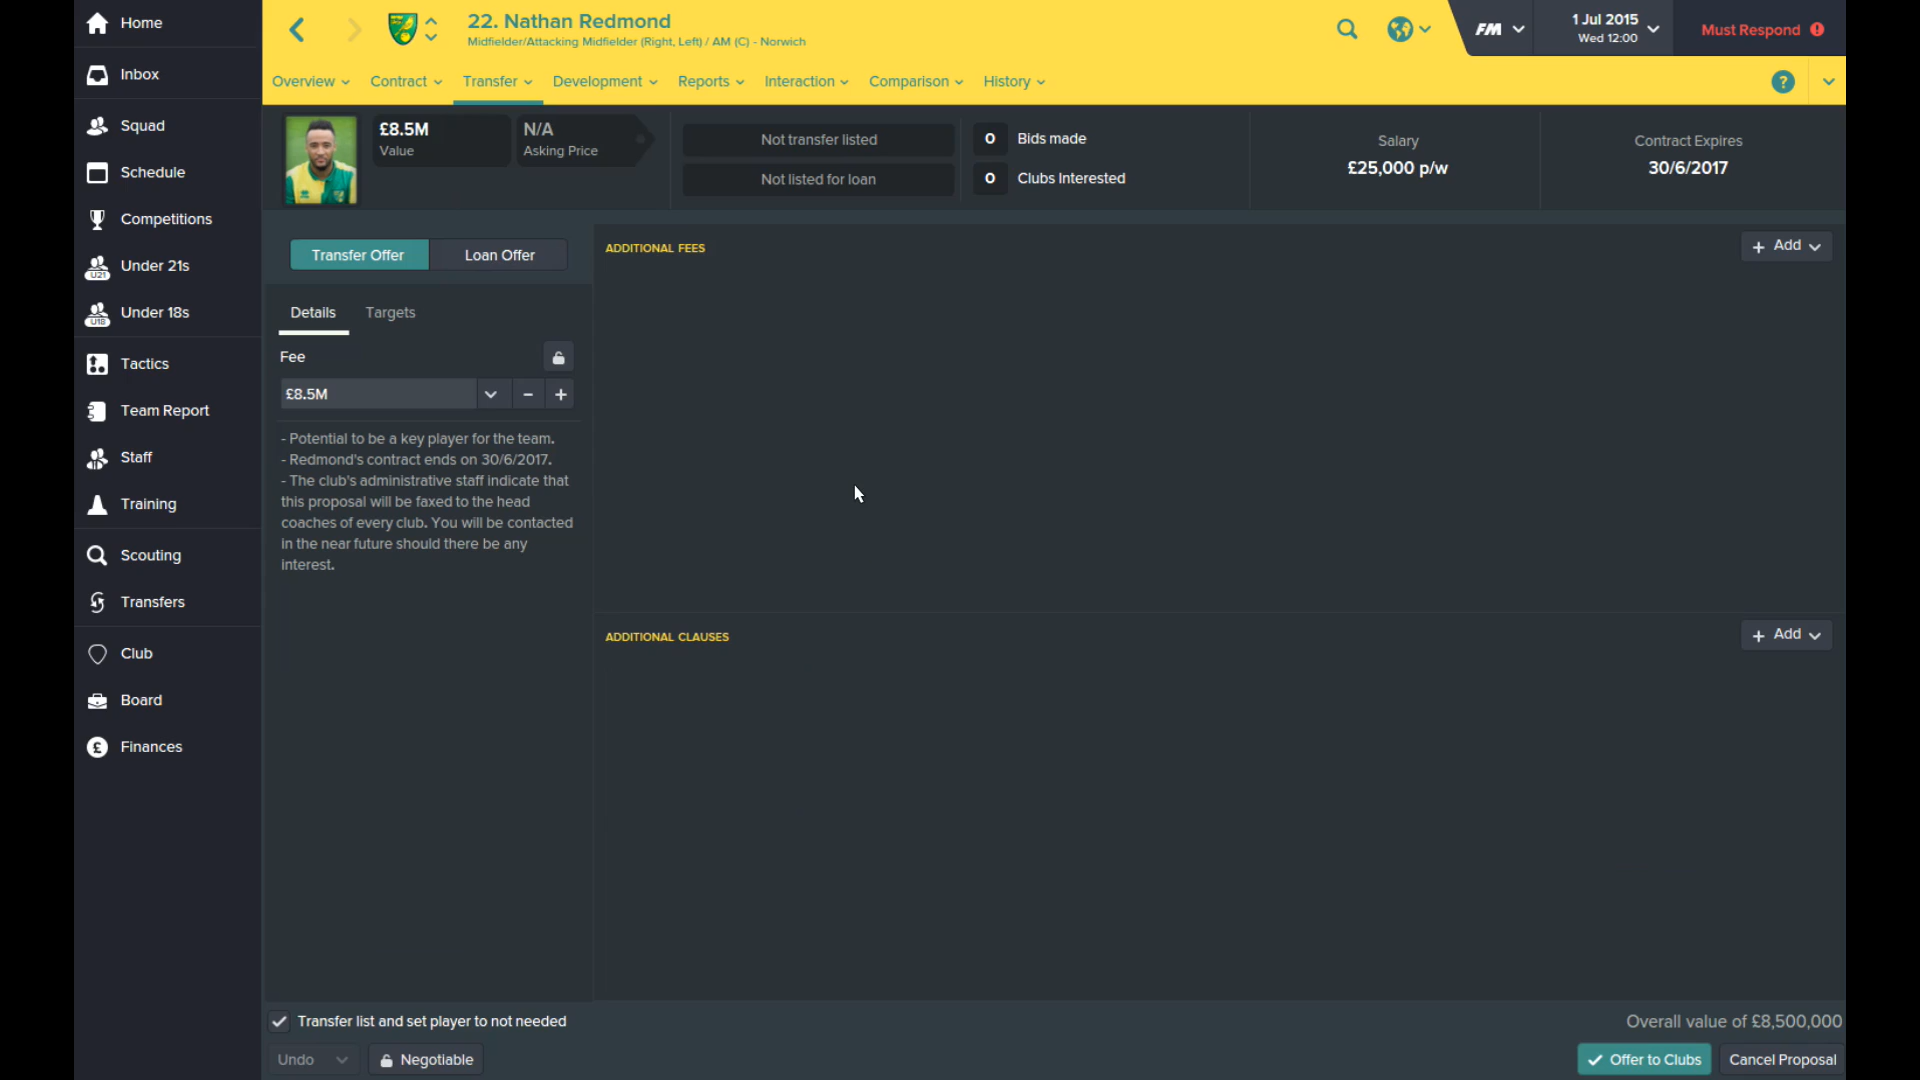 Home
Inbox
Squad
Schedule
Competitions
U21
Under 21s
U18
Under 18s
Tactics
Team Report
Staff
Training
Scouting
Transfers
Club
Board
£
Finances
22. Nathan Redmond
Midfielder/Attacking Midfielder (Right, Left) / AM (C) - Norwich
FM
1 Jul 2015
Wed 12:00
Must Respond !
Overview
Contract
Transfer
Development
Reports
Interaction
Comparison
History
?
£8.5M
Value
N/A
Asking Price
Not transfer listed
Not listed for loan
0 Bids made
0 Clubs Interested
Salary
£25,000 p/w
Contract Expires
30/6/2017
Transfer Offer
Loan Offer
Details
Targets
Fee
£8.5M
- +
- Potential to be a key player for the team.
- Redmond's contract ends on 30/6/2017.
- The club's administrative staff indicate that
this proposal will be faxed to the head
coaches of every club. You will be contacted
in the near future should there be any
interest.
ADDITIONAL FEES
+ Add
ADDITIONAL CLAUSES
+ Add
Transfer list and set player to not needed
Overall value of £8,500,000
Undo
Negotiable
Offer to Clubs
Cancel Proposal